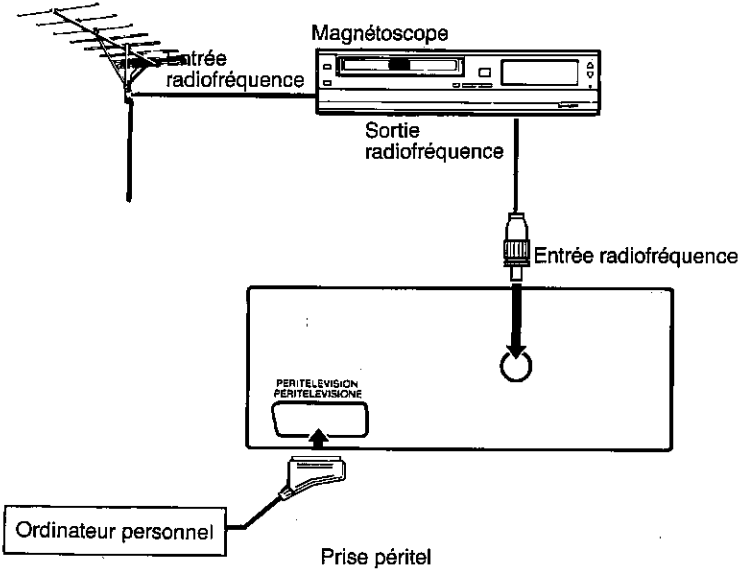 Magnétoscope
Entrée
radiofréquence
Sortie
radiofréquence
Entrée radiofréquence
PERITELEVISION
PERITELEVISIONE
Ordinateur personnel
Prise péritel